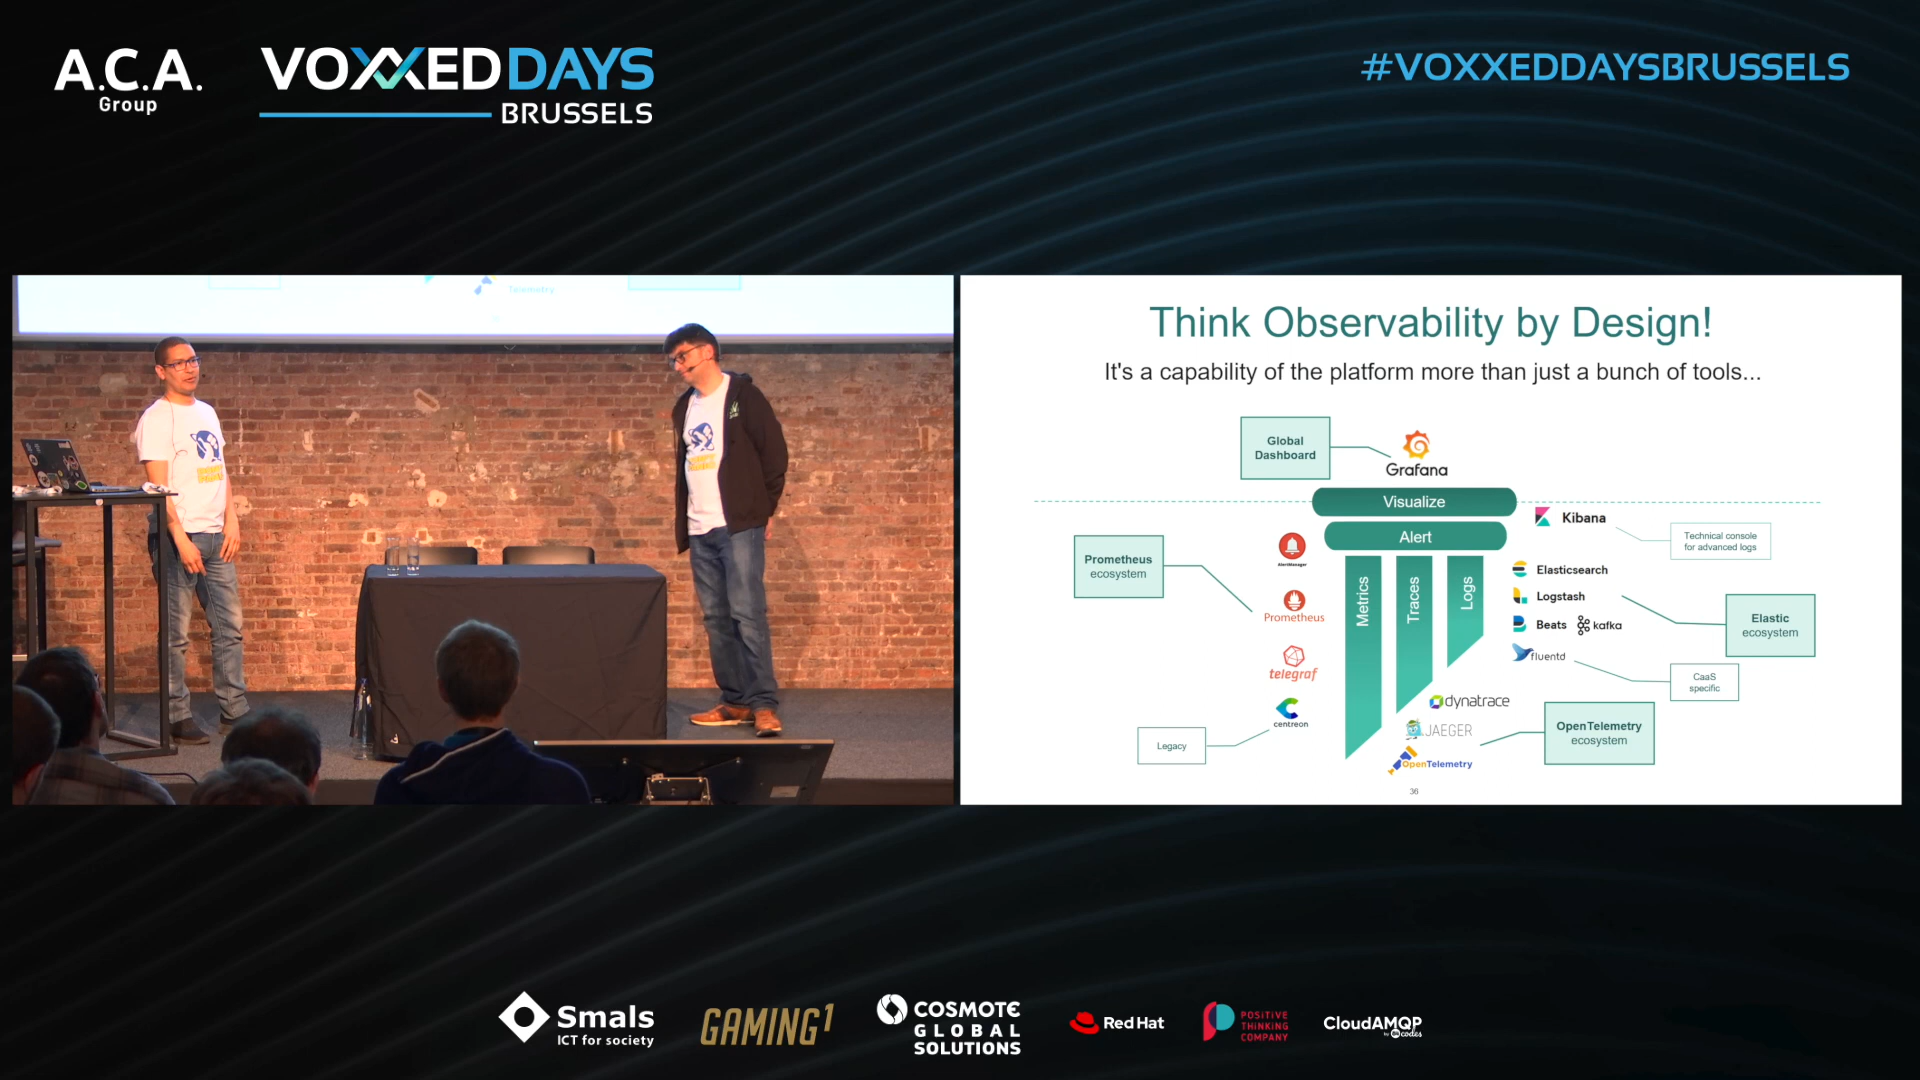 A.C.A.
Group
VOXXEDDAYS
BRUSSELS
#VOXXEDDAYSBRUSSELS
Telemetry
Think Observability by Design!
It's a capability of the platform more than just a bunch of tools...
Global
Dashboard
Grafana
Visualize
Alert
Metrics
Traces
Logs
Prometheus
ecosystem
AlertManager
Prometheus
telegraf
centreon
Legacy
Kibana
Technical console
for advanced logs
Elasticsearch
Logstash
Beats
kafka
fluentd
Elastic
ecosystem
CaaS
specific
dynatrace
JAEGER
OpenTelemetry
OpenTelemetry
ecosystem
36
Smals
ICT for society
GAMING1
COSMOTE
GLOBAL
SOLUTIONS
Red Hat
POSITIVE
THINKING
COMPANY
CloudAMQP